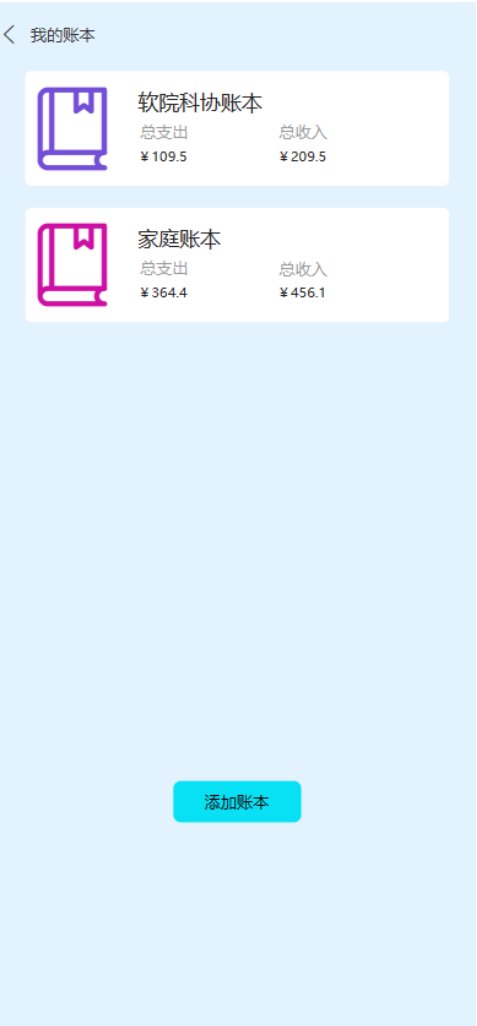 我的账本
软院科协账本
总支出 总收入
¥109.5 ¥209.5
家庭账本
总支出 总收入
¥364.4 ¥456.1
添加账本